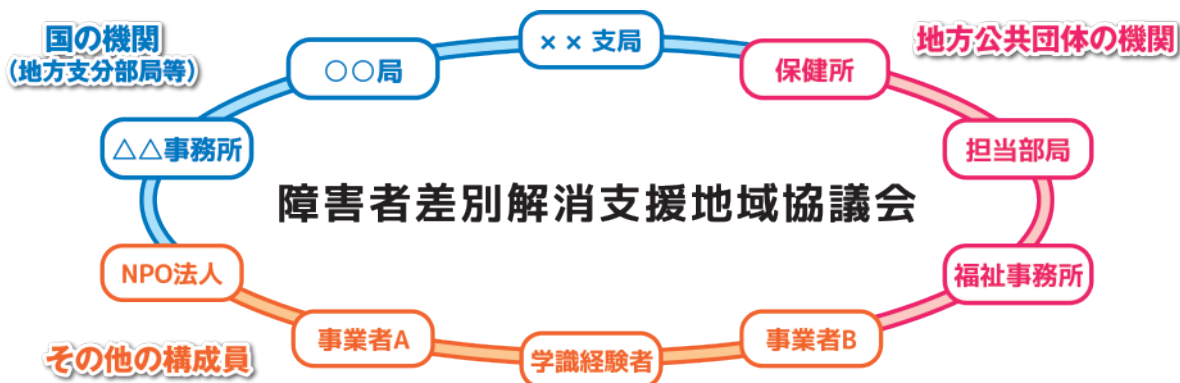 国の機関
(地方支分部局等)
××支局
地方公共団体の機関
○○局
保健所
△△事務所
担当部局
障害者差別解消支援地域協議会
NPO法人
福祉事務所
事業者A
事業者B
学識経験者
その他の構成員